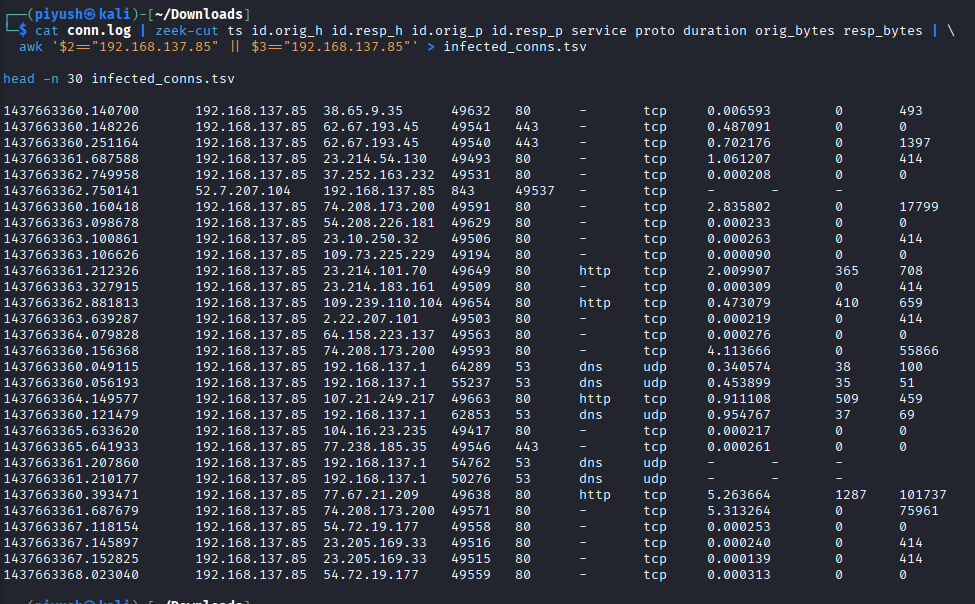 ┌──(piyush㉿kali)-[~/Downloads]
└─$ cat conn.log | zeek-cut ts id.orig_h id.resp_h id.orig_p id.resp_p service proto duration orig_bytes resp_bytes | \
awk '$2=="192.168.137.85" || $3=="192.168.137.85"' > infected_conns.tsv
head -n 30 infected_conns.tsv
1437663360.140700 192.168.137.85 38.65.9.35 49632 80 - tcp 0.006593 0 493
1437663360.148226 192.168.137.85 62.67.193.45 49541 443 - tcp 0.487091 0 0
1437663360.251164 192.168.137.85 62.67.193.45 49540 443 - tcp 0.702176 0 1397
1437663361.687588 192.168.137.85 23.214.54.130 49493 80 - tcp 1.061207 0 414
1437663362.749958 192.168.137.85 37.252.163.232 49531 80 - tcp 0.000208 0 0
1437663362.750141 52.7.207.104 192.168.137.85 843 49537 - tcp - - -
1437663360.160418 192.168.137.85 74.208.173.200 49591 80 - tcp 2.835802 0 17799
1437663363.098678 192.168.137.85 54.208.226.181 49629 80 - tcp 0.000233 0 0
1437663363.100861 192.168.137.85 23.10.250.32 49506 80 - tcp 0.000263 0 414
1437663363.106626 192.168.137.85 109.73.225.229 49194 80 - tcp 0.000090 0 0
1437663361.212326 192.168.137.85 23.214.101.70 49649 80 http tcp 2.009907 365 708
1437663363.327915 192.168.137.85 23.214.183.161 49509 80 - tcp 0.000309 0 414
1437663362.881813 192.168.137.85 109.239.110.104 49654 80 http tcp 0.473079 410 659
1437663363.639287 192.168.137.85 2.22.207.101 49503 80 - tcp 0.000219 0 414
1437663364.079828 192.168.137.85 64.158.223.137 49563 80 - tcp 0.000276 0 0
1437663360.156368 192.168.137.85 74.208.173.200 49593 80 - tcp 4.113666 0 55866
1437663360.049115 192.168.137.85 192.168.137.1 64289 53 dns udp 0.340574 38 100
1437663360.056193 192.168.137.85 192.168.137.1 55237 53 dns udp 0.453899 35 51
1437663364.149577 192.168.137.85 107.21.249.217 49663 80 http tcp 0.911108 509 459
1437663360.121479 192.168.137.85 192.168.137.1 62853 53 dns udp 0.954767 37 69
1437663365.633620 192.168.137.85 104.16.23.235 49417 80 - tcp 0.000217 0 0
1437663365.641933 192.168.137.85 77.238.185.35 49546 443 - tcp 0.000261 0 0
1437663361.207860 192.168.137.85 192.168.137.1 54762 53 dns udp - - -
1437663361.210177 192.168.137.85 192.168.137.1 50276 53 dns udp - - -
1437663360.393471 192.168.137.85 77.67.21.209 49638 80 http tcp 5.263664 1287 101737
1437663361.687679 192.168.137.85 74.208.173.200 49571 80 - tcp 5.313264 0 75961
1437663367.118154 192.168.137.85 54.72.19.177 49558 80 - tcp 0.000253 0 0
1437663367.145897 192.168.137.85 23.205.169.33 49516 80 - tcp 0.000240 0 414
1437663367.152825 192.168.137.85 23.205.169.33 49515 80 - tcp 0.000139 0 414
1437663368.023040 192.168.137.85 54.72.19.177 49559 80 - tcp 0.000313 0 0